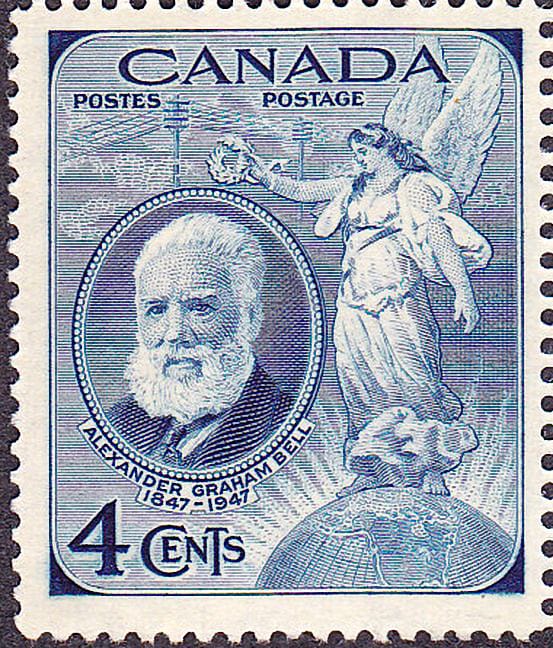 CANADA
POSTES POSTAGE
ALEXANDER GRAHAM BELL
1847-1947
4 CENTS